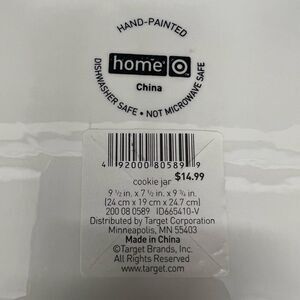 HAND-PAINTED
home
China
DISHWASHER SAFE • NOT MICROWAVE SAFE
4 92000 80589 9
$14.99
cookie jar
9 1/2 in. x 7 1/2 in. x 9 3/4 in.
(24 cm x 19 cm x 24.7 cm)
200 08 0589 ID665410-V
Distributed by Target Corporation
Minneapolis, MN 55403
Made in China
©Target Brands, Inc.
All Rights Reserved
www.target.com